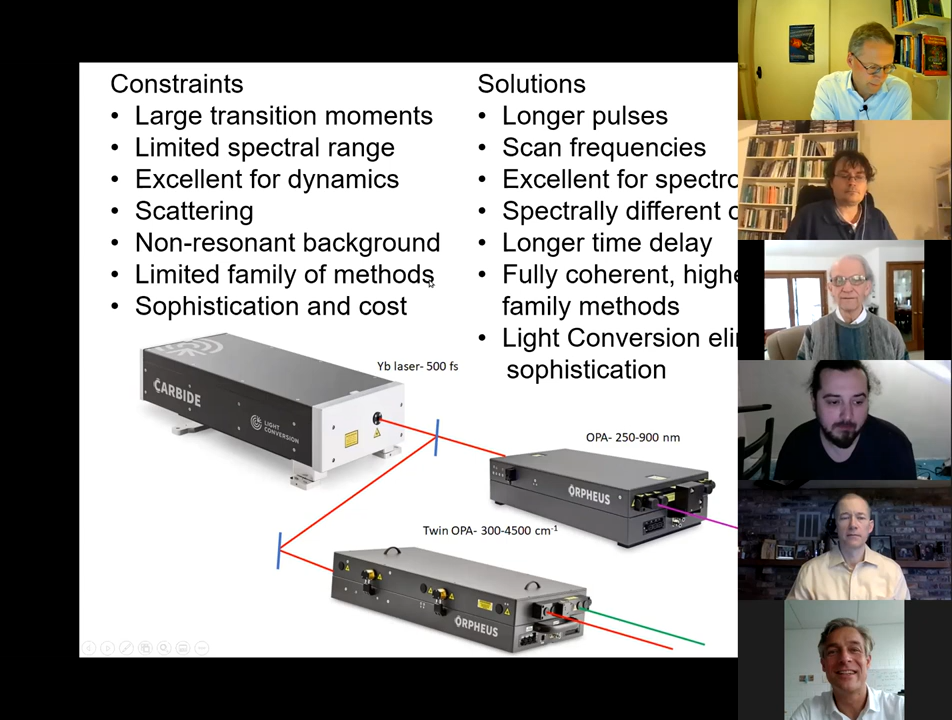 Constraints
• Large transition moments
• Limited spectral range
• Excellent for dynamics
• Scattering
• Non-resonant background
• Limited family of methods
• Sophistication and cost
Solutions
• Longer pulses
• Scan frequencies
• Excellent for spectro
• Spectrally different
• Longer time delay
• Fully coherent, highe
family methods
• Light Conversion eli
sophistication
Yb laser- 500 fs
CARBIDE
LIGHT
CONVERSION
OPA- 250-900 nm
ORPHEUS
Twin OPA- 300-4500 cm-1
ORPHEUS